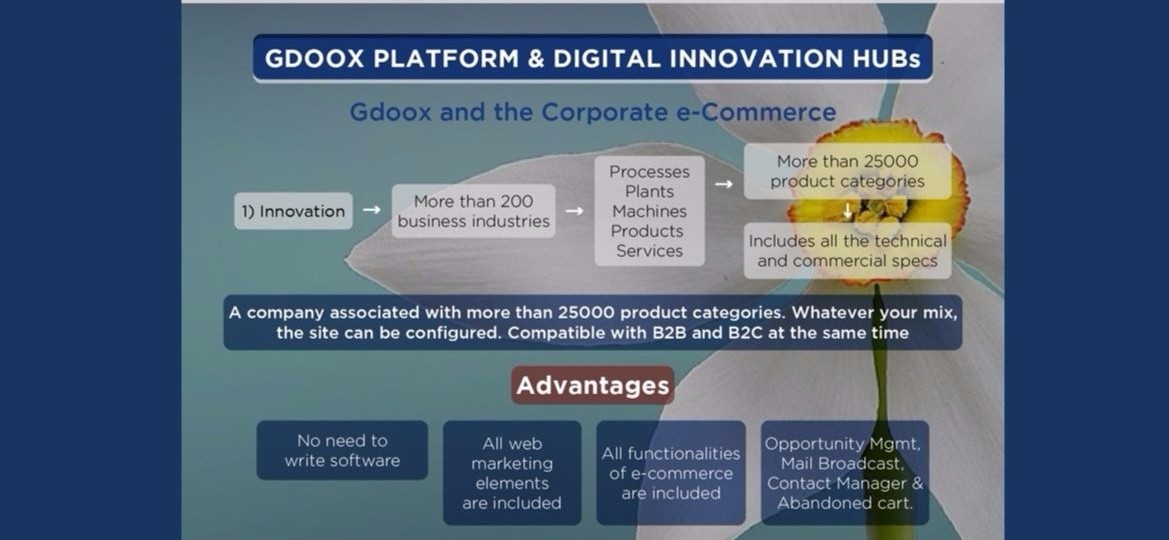 GDOOX PLATFORM & DIGITAL INNOVATION HUBs
Gdoox and the Corporate e-Commerce
1) Innovation
→
More than 200
business industries
→
Processes
Plants
Machines
Products
Services
→
More than 25000
product categories
↓
Includes all the technical
and commercial specs
A company associated with more than 25000 product categories. Whatever your mix,
the site can be configured. Compatible with B2B and B2C at the same time
Advantages
No need to
write software
All web
marketing
elements
are included
All functionalities
of e-commerce
are included
Opportunity Mgmt,
Mail Broadcast,
Contact Manager &
Abandoned cart.